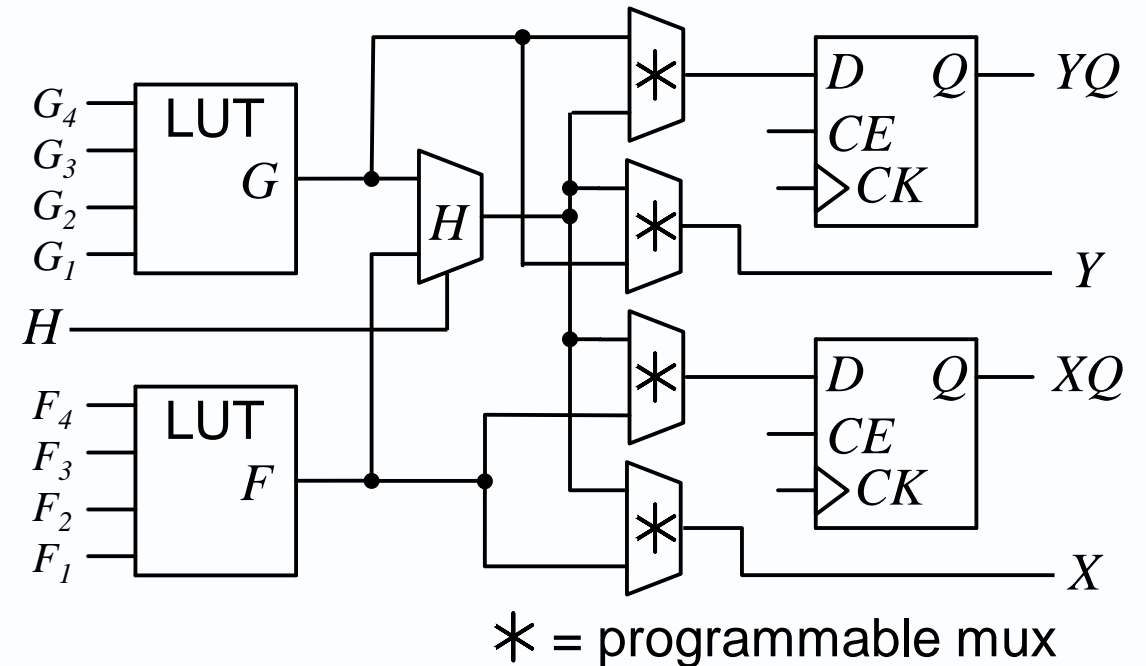 G4
G3
G2
G1
LUT
G
H
H
F4
F3
F2
F1
LUT
F
*
*
*
*
D Q
CE
CK
YQ
Y
D Q
CE
CK
XQ
X
* = programmable mux